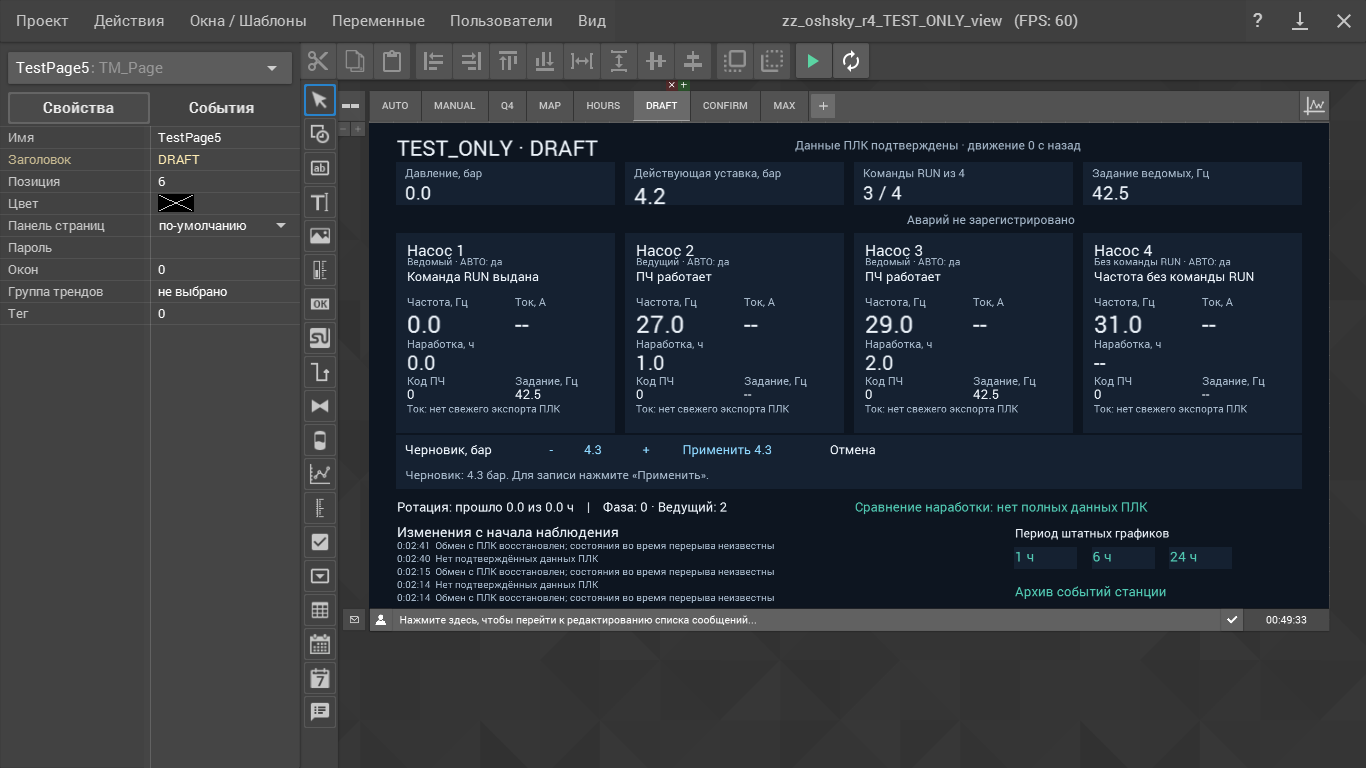 Проект Действия Окна / Шаблоны Переменные Пользователи Вид zz_oshsky_r4_TEST_ONLY_view (FPS: 60) ?
TestPage5 : TM_Page
Свойства События
Имя TestPage5
Заголовок DRAFT
Позиция 6
Цвет
Панель страниц по-умолчанию
Пароль
Окон 0
Группа трендов не выбрано
Тег 0
ab
OK
7
AUTO MANUAL Q4 MAP HOURS DRAFT CONFIRM MAX +
TEST_ONLY · DRAFT Данные ПЛК подтверждены · движение 0 с назад
Давление, бар Действующая уставка, бар Команды RUN из 4 Задание ведомых, Гц
0.0 4.2 3 / 4 42.5
Аварий не зарегистрировано
Насос 1 Насос 2 Насос 3 Насос 4
Ведомый · АВТО: да Ведущий · АВТО: да Ведомый · АВТО: да Без команды RUN · АВТО: да
Команда RUN выдана ПЧ работает ПЧ работает Частота без команды RUN
Частота, Гц Ток, А Частота, Гц Ток, А Частота, Гц Ток, А Частота, Гц Ток, А
0.0 -- 27.0 -- 29.0 -- 31.0 --
Наработка, ч Наработка, ч Наработка, ч Наработка, ч
0.0 1.0 2.0 --
Код ПЧ Задание, Гц Код ПЧ Задание, Гц Код ПЧ Задание, Гц Код ПЧ Задание, Гц
0 42.5 0 -- 0 42.5 0 --
Ток: нет свежего экспорта ПЛК Ток: нет свежего экспорта ПЛК Ток: нет свежего экспорта ПЛК Ток: нет свежего экспорта ПЛК
Черновик, бар - 4.3 + Применить 4.3 Отмена
Черновик: 4.3 бар. Для записи нажмите «Применить».
Ротация: прошло 0.0 из 0.0 ч | Фаза: 0 · Ведущий: 2 Сравнение наработки: нет полных данных ПЛК
Изменения с начала наблюдения Период штатных графиков
0:02:41 Обмен с ПЛК восстановлен; состояния во время перерыва неизвестны
0:02:40 Нет подтверждённых данных ПЛК 1 ч 6 ч 24 ч
0:02:15 Обмен с ПЛК восстановлен; состояния во время перерыва неизвестны
0:02:14 Нет подтверждённых данных ПЛК
0:02:14 Обмен с ПЛК восстановлен; состояния во время перерыва неизвестны Архив событий станции
Нажмите здесь, чтобы перейти к редактированию списка сообщений... 00:49:33